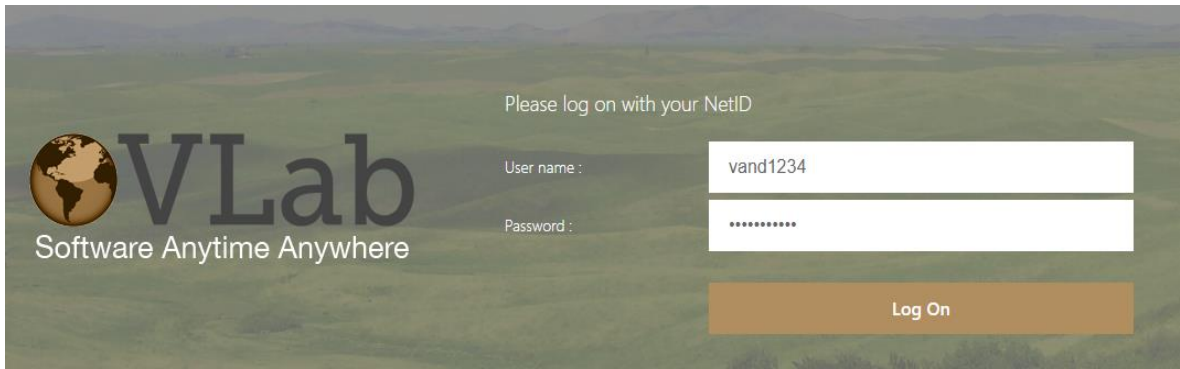 VLab
Software Anytime Anywhere
Please log on with your NetID
User name :
vand1234
Password :
•••••••••••
Log On